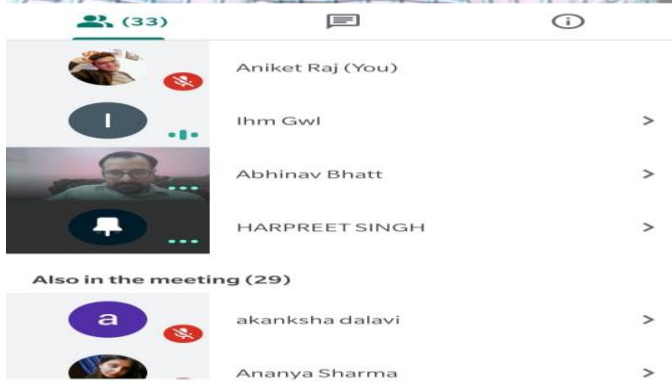 (33)
Aniket Raj (You)
I
Ihm Gwl
Abhinav Bhatt
HARPREET SINGH
Also in the meeting (29)
a
akanksha dalavi
Ananya Sharma